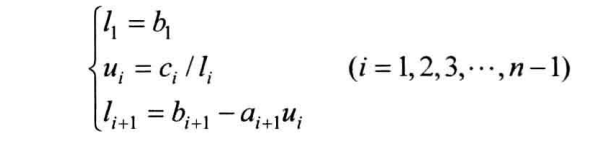 l₁ = b₁
uᵢ = cᵢ / lᵢ (i = 1, 2, 3, ⋯, n − 1)
lᵢ₊₁ = bᵢ₊₁ − aᵢ₊₁uᵢ